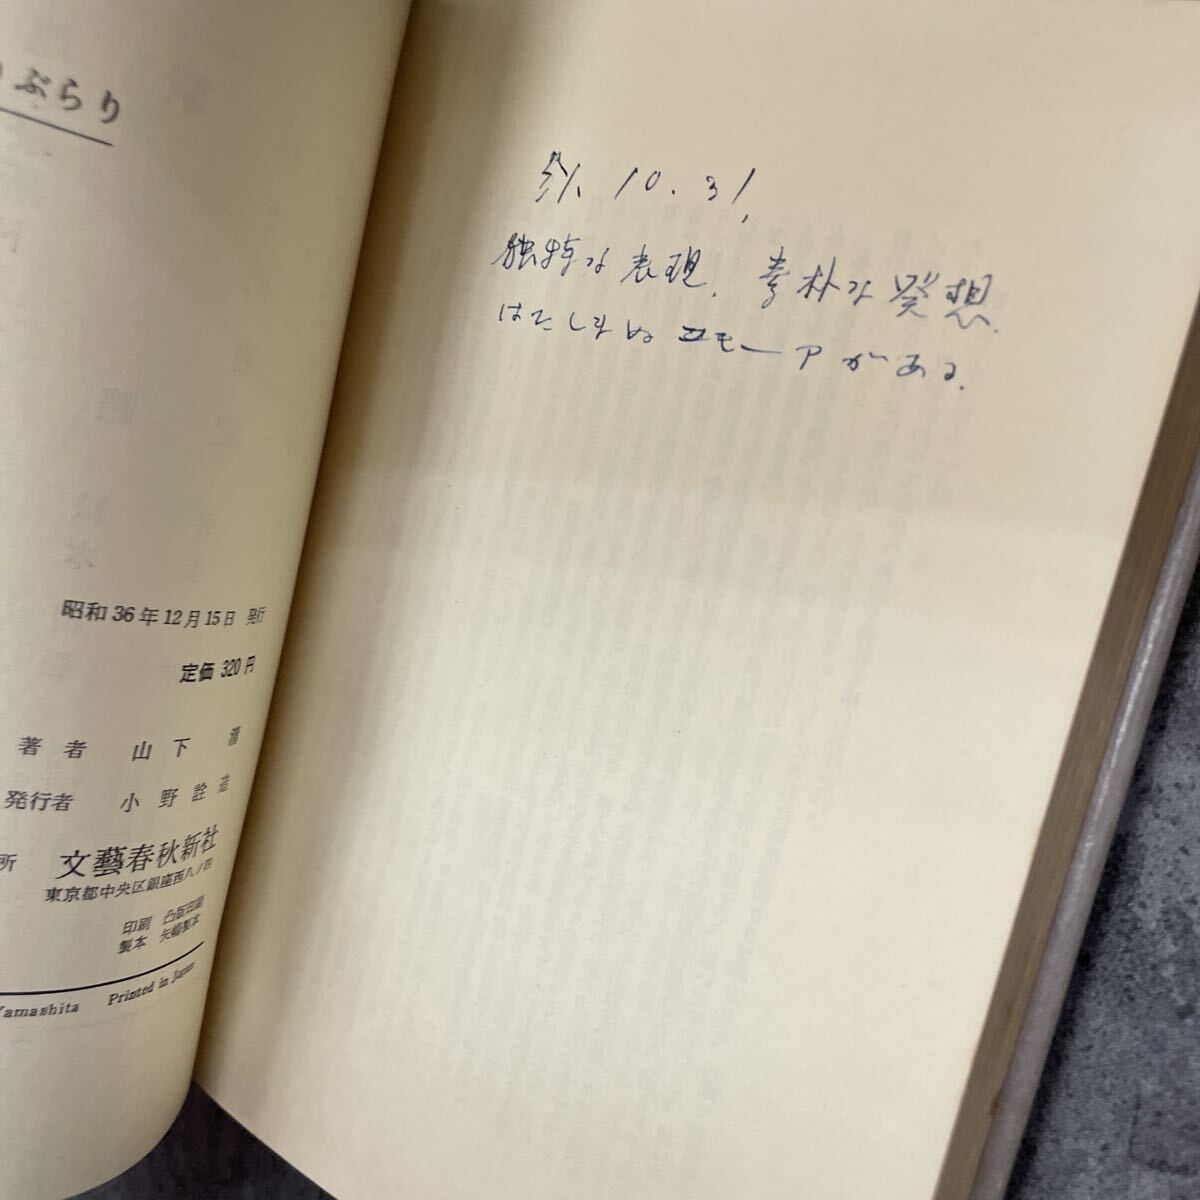 ぶらり
昭和36年12月15日 発行
定価 320円
著者 山下 清
発行者 小野 詮造
所 文藝春秋新社
東京都中央区銀座西八ノ四
印刷 凸版印刷
製本 矢嶋製本
Yamashita Printed in Japan
10.31,
独特な表現、素朴な発想、
はてしまぬユモーアがある。